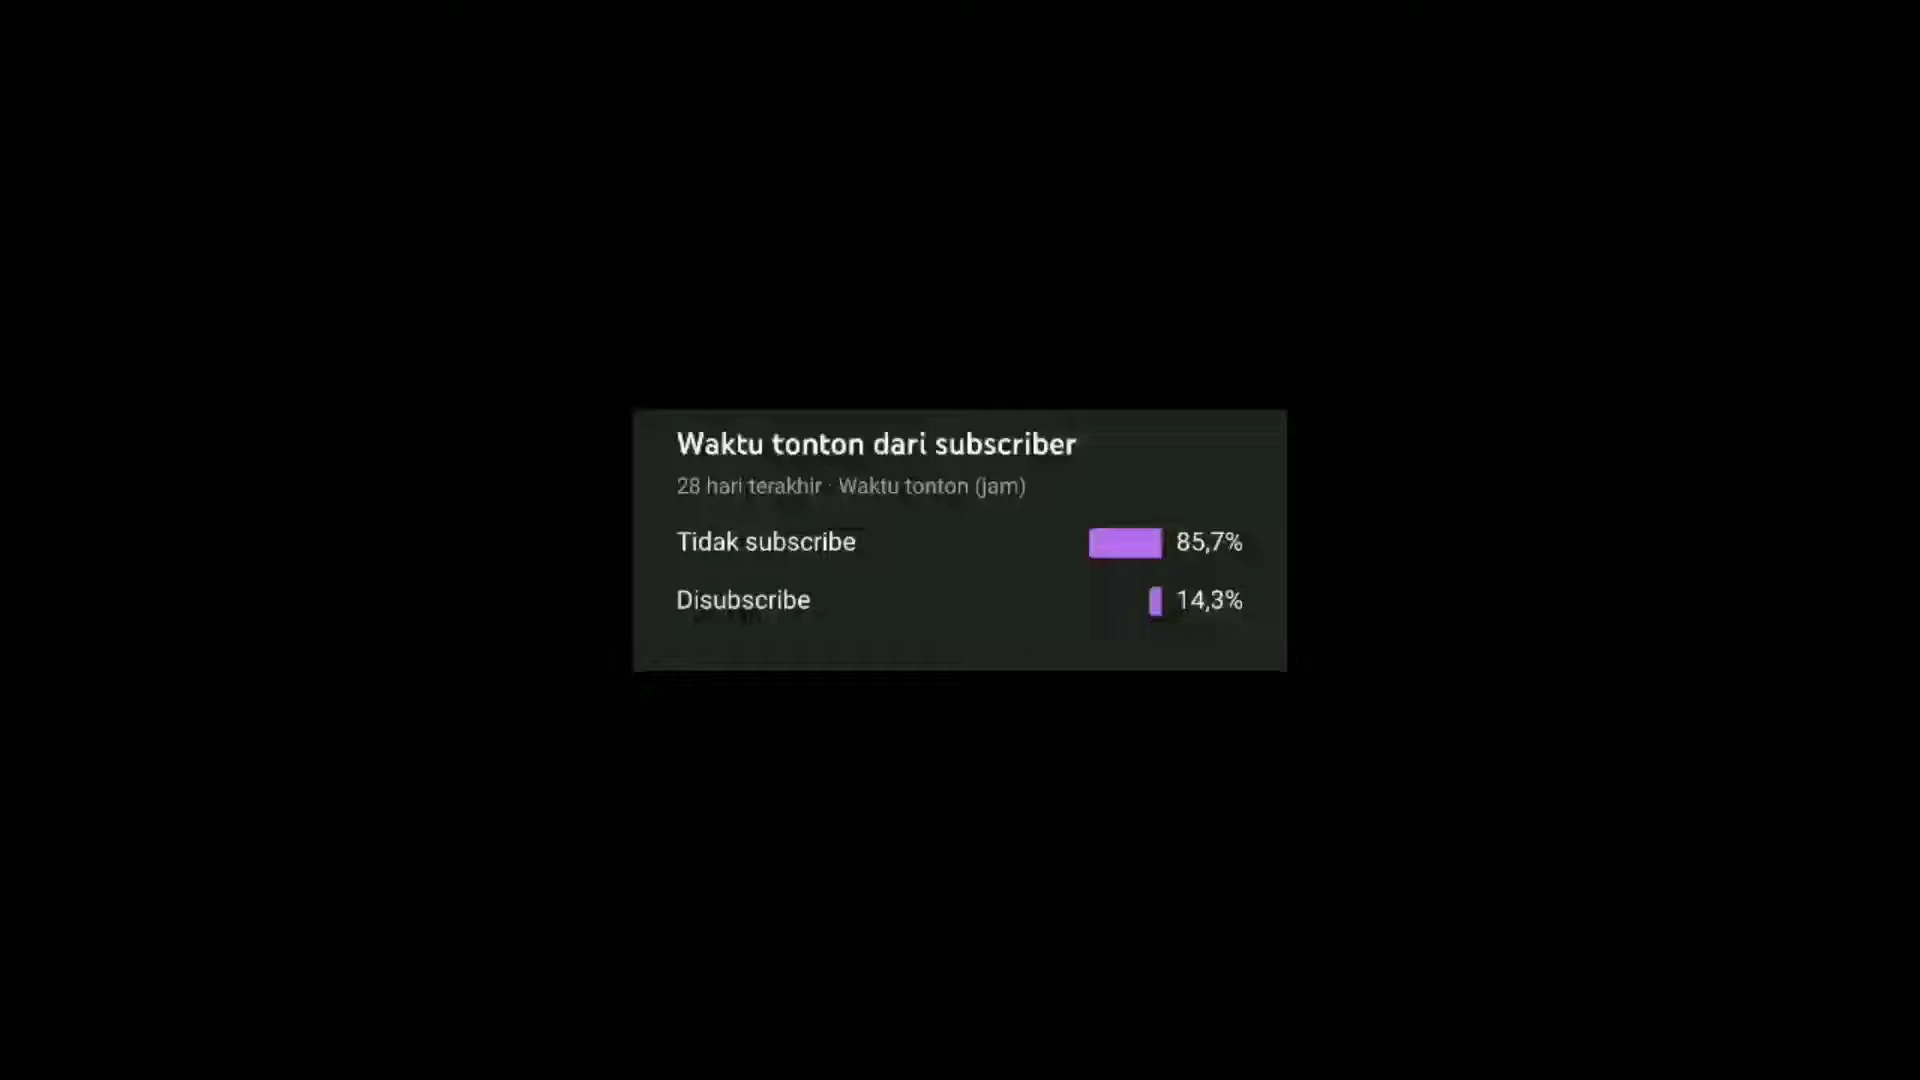 Waktu tonton dari subscriber
28 hari terakhir · Waktu tonton (jam)
Tidak subscribe 85,7%
Disubscribe 14,3%